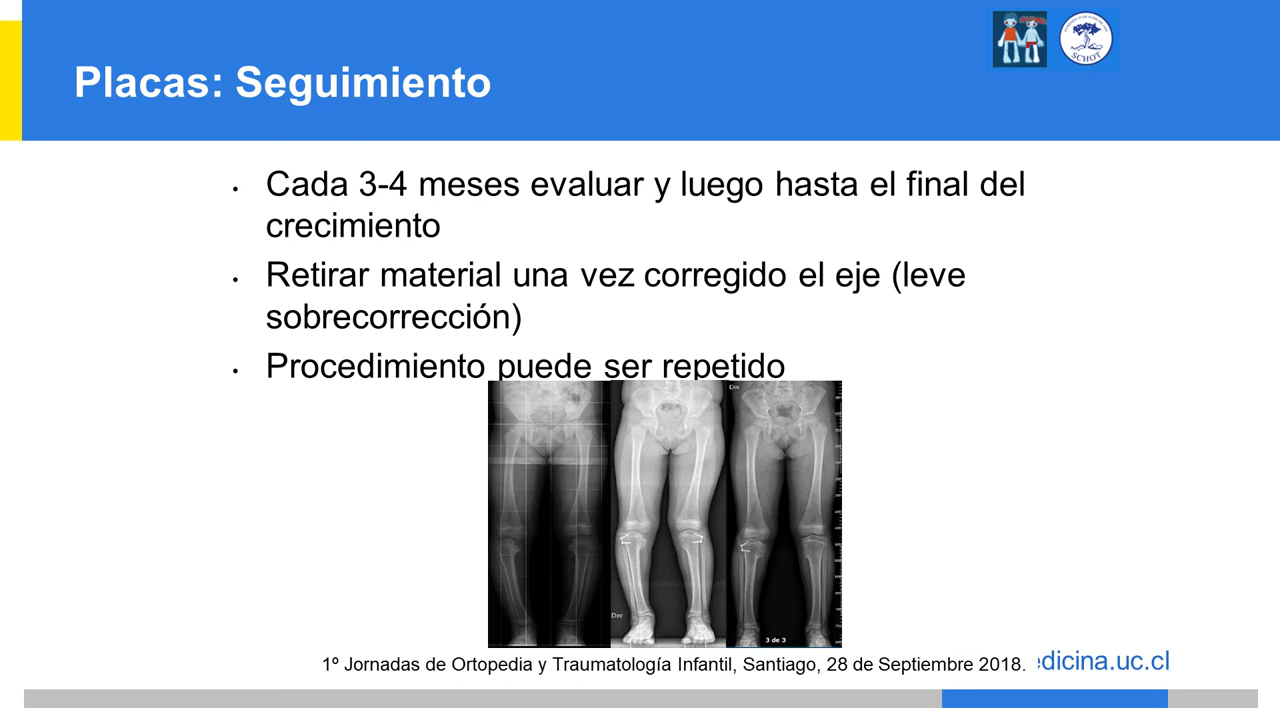 Placas: Seguimiento
SCHOT
• Cada 3-4 meses evaluar y luego hasta el final del
crecimiento
• Retirar material una vez corregido el eje (leve
sobrecorrección)
• Procedimiento puede ser repetido
Der
Der
3 de 3
1º Jornadas de Ortopedia y Traumatología Infantil, Santiago, 28 de Septiembre 2018.
dicina.uc.cl